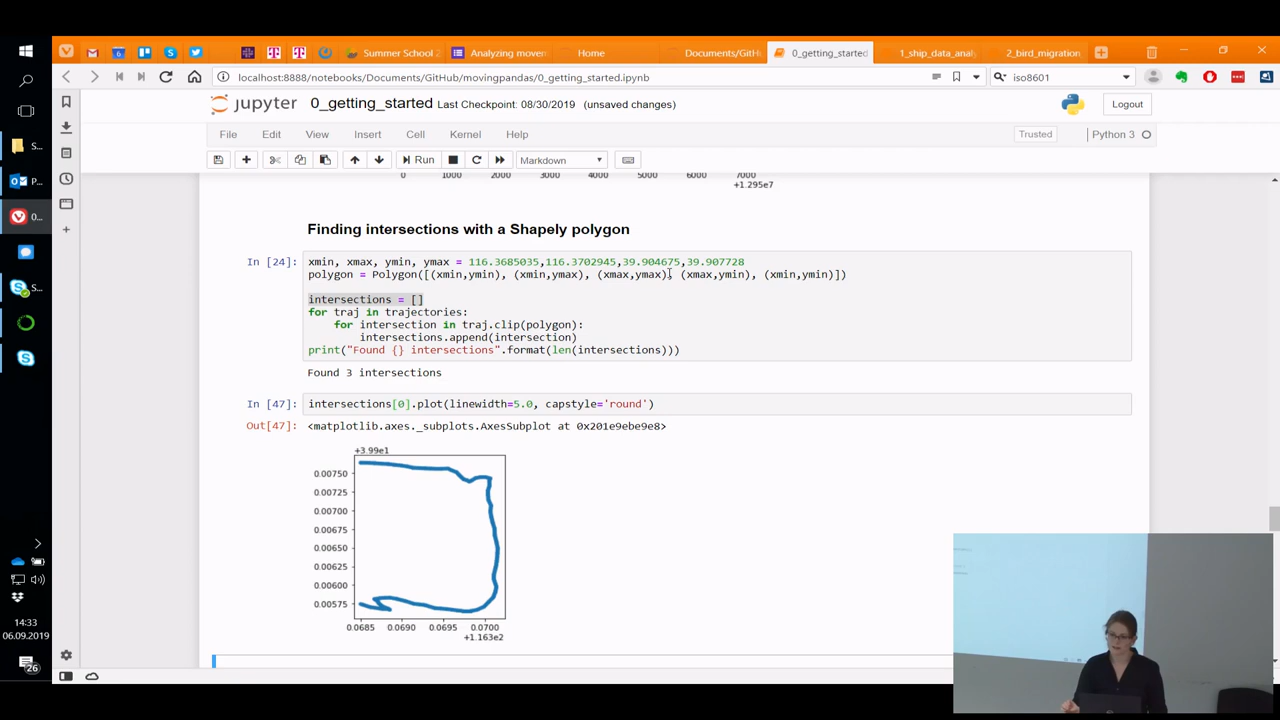 Summer School 2
Analyzing movem
Home
Documents/GitHu
0_getting_started
1_ship_data_anal
2_bird_migration
localhost:8888/notebooks/Documents/GitHub/movingpandas/0_getting_started.ipynb
iso8601
jupyter 0_getting_started Last Checkpoint: 08/30/2019 (unsaved changes)
Logout
File Edit View Insert Cell Kernel Help
Trusted
Python 3
Run
Markdown
0 1000 2000 3000 4000 5000 6000 7000
+1.295e7
Finding intersections with a Shapely polygon
In [24]:
xmin, xmax, ymin, ymax = 116.3685035,116.3702945,39.904675,39.907728
polygon = Polygon([(xmin,ymin), (xmin,ymax), (xmax,ymax), (xmax,ymin), (xmin,ymin)])
intersections = []
for traj in trajectories:
for intersection in traj.clip(polygon):
intersections.append(intersection)
print("Found {} intersections".format(len(intersections)))
Found 3 intersections
In [47]:
intersections[0].plot(linewidth=5.0, capstyle='round')
Out[47]:
<matplotlib.axes._subplots.AxesSubplot at 0x201e9ebe9e8>
+3.99e1
0.00750
0.00725
0.00700
0.00675
0.00650
0.00625
0.00600
0.00575
0.0685 0.0690 0.0695 0.0700
+1.163e2
S...
P...
0...
S...
14:33
06.09.2019
26